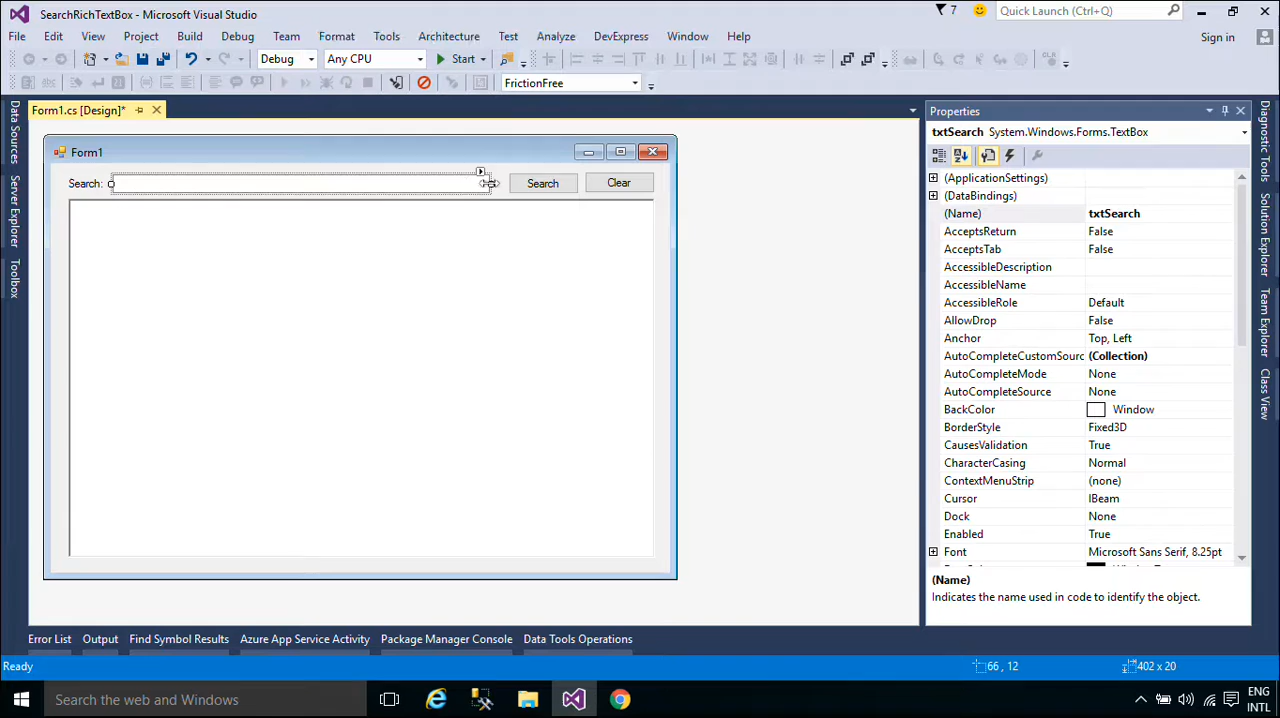 SearchRichTextBox - Microsoft Visual Studio
7
Quick Launch (Ctrl+Q)
File Edit View Project Build Debug Team Format Tools Architecture Test Analyze DevExpress Window Help
Sign in
Debug Any CPU Start
FrictionFree
Form1.cs [Design]*
Data Sources
Server Explorer
Toolbox
Form1
Search:
Search
Clear
Properties
txtSearch System.Windows.Forms.TextBox
(ApplicationSettings)
(DataBindings)
(Name) txtSearch
AcceptsReturn False
AcceptsTab False
AccessibleDescription
AccessibleName
AccessibleRole Default
AllowDrop False
Anchor Top, Left
AutoCompleteCustomSourc (Collection)
AutoCompleteMode None
AutoCompleteSource None
BackColor Window
BorderStyle Fixed3D
CausesValidation True
CharacterCasing Normal
ContextMenuStrip (none)
Cursor IBeam
Dock None
Enabled True
Font Microsoft Sans Serif, 8.25pt
(Name)
Indicates the name used in code to identify the object.
Diagnostic Tools
Solution Explorer
Team Explorer
Class View
Error List Output Find Symbol Results Azure App Service Activity Package Manager Console Data Tools Operations
Ready
66 , 12
402 x 20
Search the web and Windows
ENG
INTL